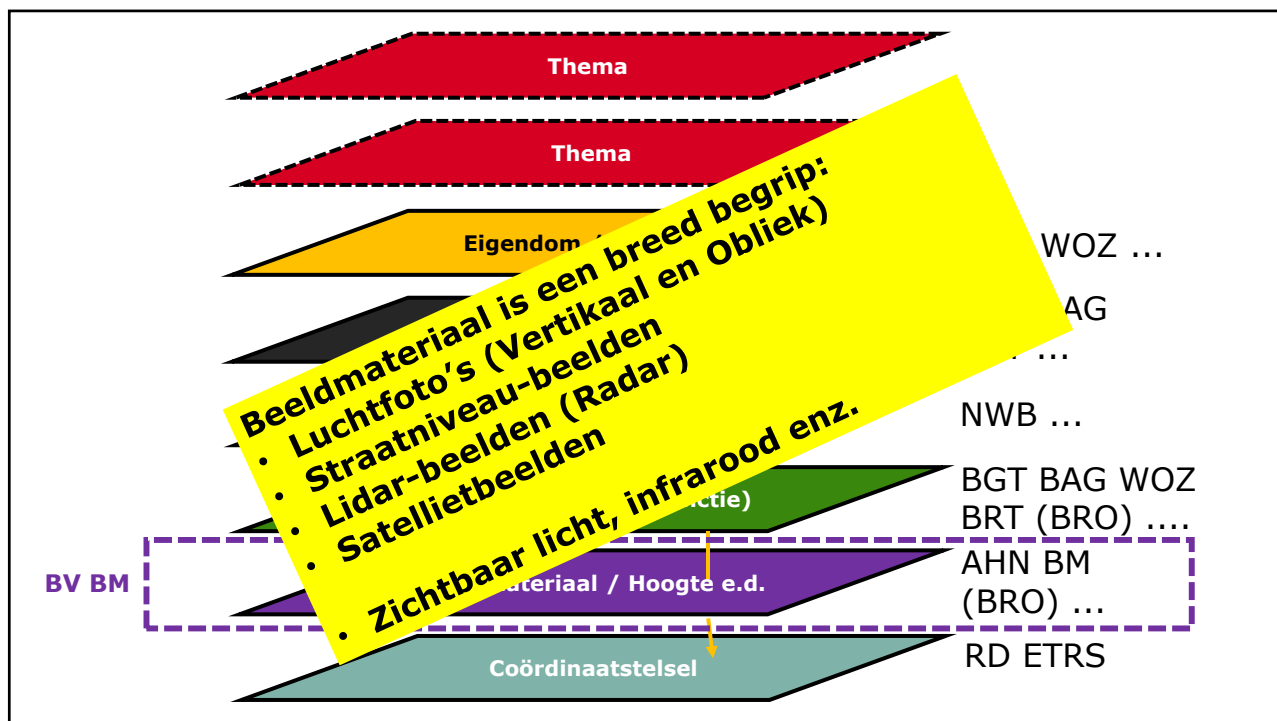 Thema
Thema
Eigendom /
WOZ ...
AG
...
NWB ...
Beeldmateriaal is een breed begrip:
• Luchtfoto’s (Vertikaal en Obliek)
• Straatniveau-beelden
• Lidar-beelden (Radar)
• Satellietbeelden
• Zichtbaar licht, infrarood enz.
ctie)
BGT BAG WOZ
BRT (BRO) ....
BV BM
ateriaal / Hoogte e.d.
AHN BM
(BRO) ...
Coördinaatstelsel
RD ETRS